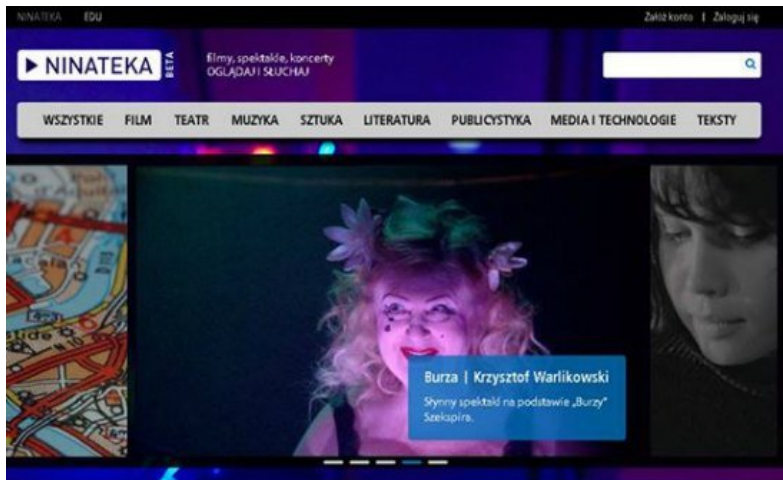 NINATEKA EDU Załóż konto | Zaloguj się
NINATEKA BETA
filmy, spektakle, koncerty
OGLĄDAJ I SŁUCHAJ
WSZYSTKIE FILM TEATR MUZYKA SZTUKA LITERATURA PUBLICYSTYKA MEDIA I TECHNOLOGIE TEKSTY
Burza | Krzysztof Warlikowski
Słynny spektakl na podstawie „Burzy”
Szekspira.